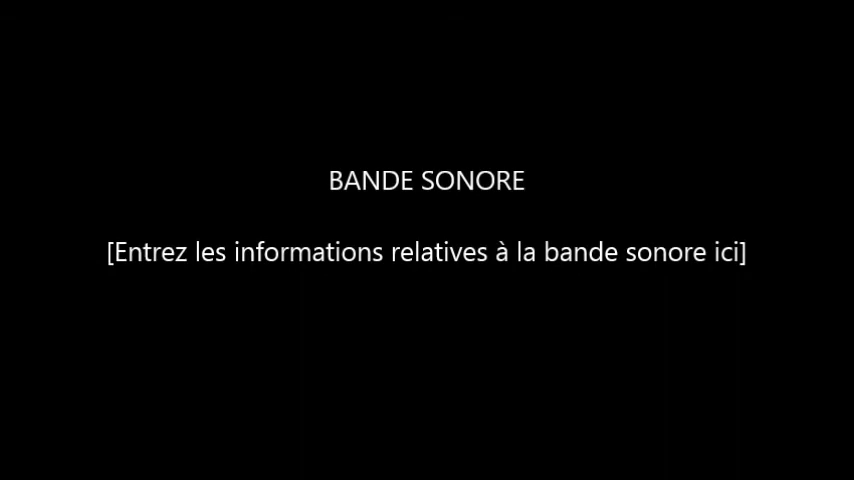 BANDE SONORE
[Entrez les informations relatives à la bande sonore ici]